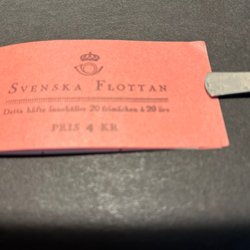 SVENSKA FLOTTAN
Detta häfte innehåller 20 frimärken à 20 öre
PRIS 4 KR